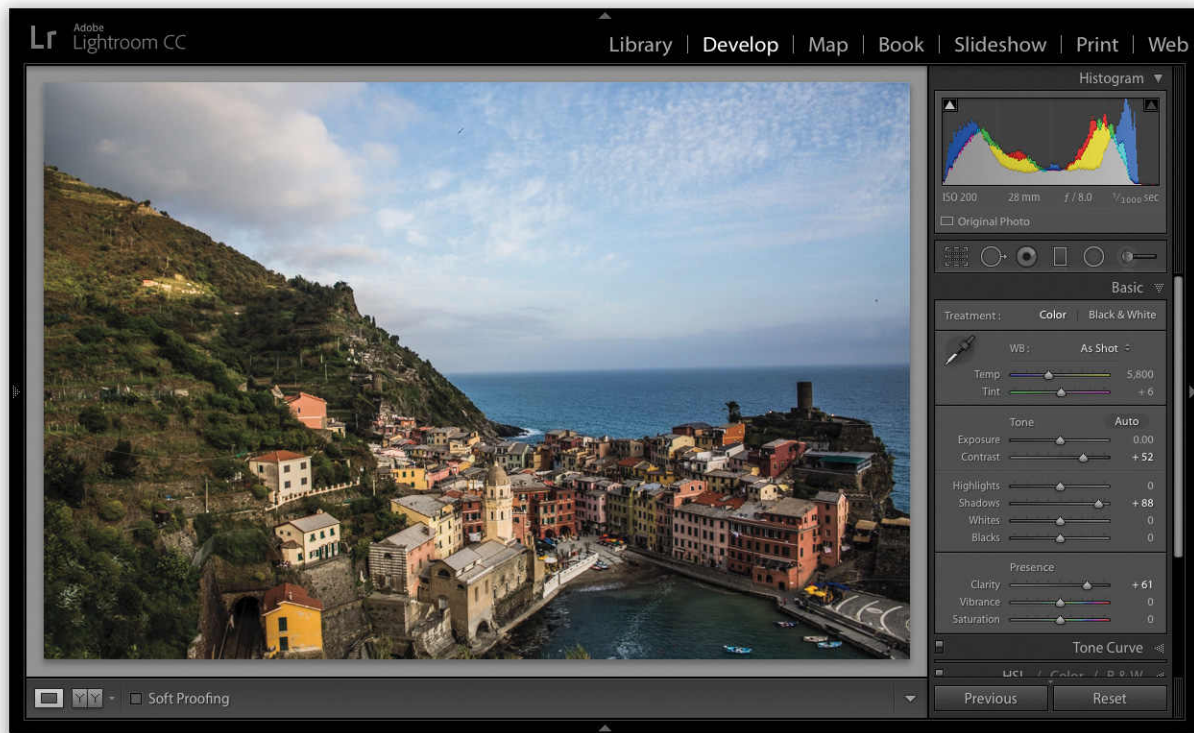 Lr Adobe
Lightroom CC
Library | Develop | Map | Book | Slideshow | Print | Web
Histogram
ISO 200 28 mm ƒ / 8.0 1/1000 sec
Original Photo
Basic
Treatment : Color | Black & White
WB : As Shot
Temp 5,800
Tint + 6
Tone Auto
Exposure 0.00
Contrast + 52
Highlights 0
Shadows + 88
Whites 0
Blacks 0
Presence
Clarity + 61
Vibrance 0
Saturation 0
Tone Curve
HSL / Color / B & W
Y Y Soft Proofing
Previous Reset